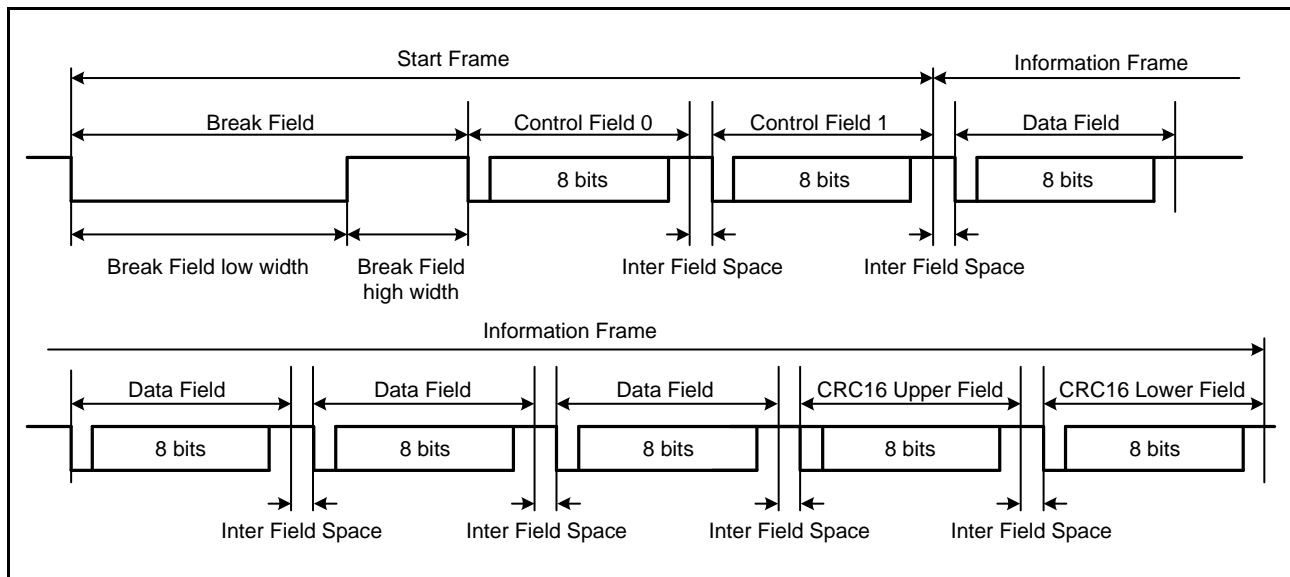 Start Frame
Information Frame
Break Field
Control Field 0
Control Field 1
Data Field
8 bits
8 bits
8 bits
Break Field low width
Break Field
high width
Inter Field Space
Inter Field Space
Information Frame
Data Field
Data Field
Data Field
CRC16 Upper Field
CRC16 Lower Field
8 bits
8 bits
8 bits
8 bits
8 bits
Inter Field Space
Inter Field Space
Inter Field Space
Inter Field Space